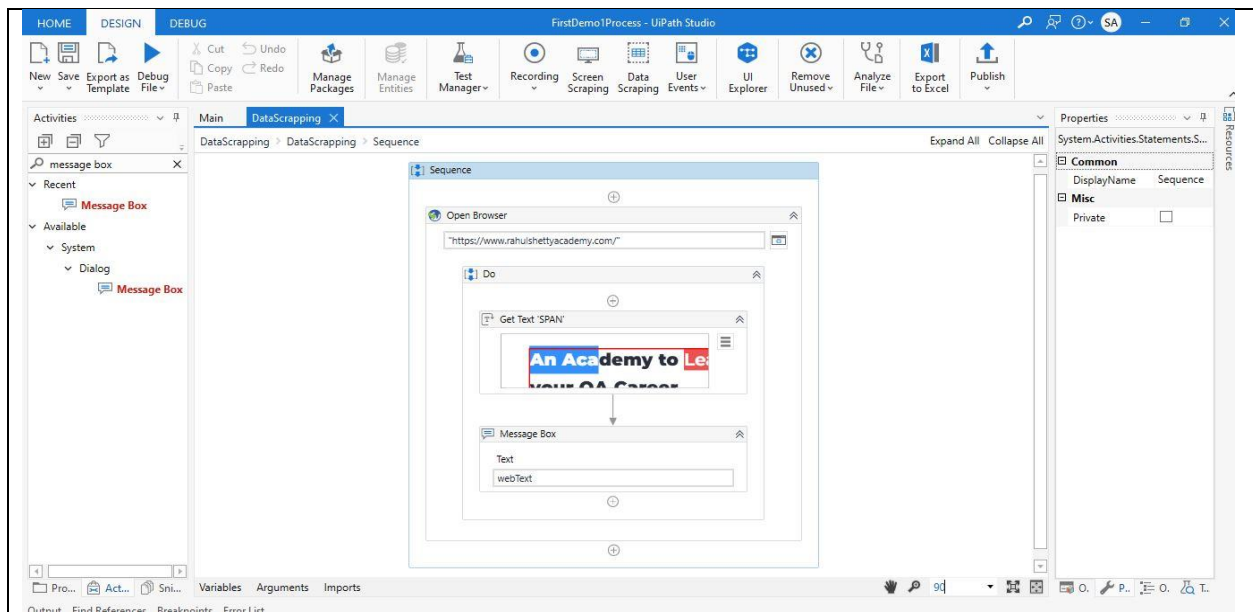 HOME DESIGN DEBUG FirstDemo1Process - UiPath Studio SA
Cut Undo
Copy Redo
Paste
New Save Export as Template Debug File Manage Packages Manage Entities Test Manager Recording Screen Scraping Data Scraping User Events UI Explorer Remove Unused Analyze File Export to Excel Publish
Activities Main DataScrapping Properties
Resources
DataScrapping DataScrapping Sequence Expand All Collapse All System.Activities.Statements.S...
message box
Recent
Message Box
Available
System
Dialog
Message Box
Sequence
Open Browser
"https://www.rahulshettyacademy.com/"
Do
Get Text 'SPAN'
An Academy to Lea
your QA Career
Message Box
Text
webText
Common
DisplayName Sequence
Misc
Private
Pro... Act... Sni... Variables Arguments Imports 90 O. P.. O. T..
Output Find References Breakpoints Error List